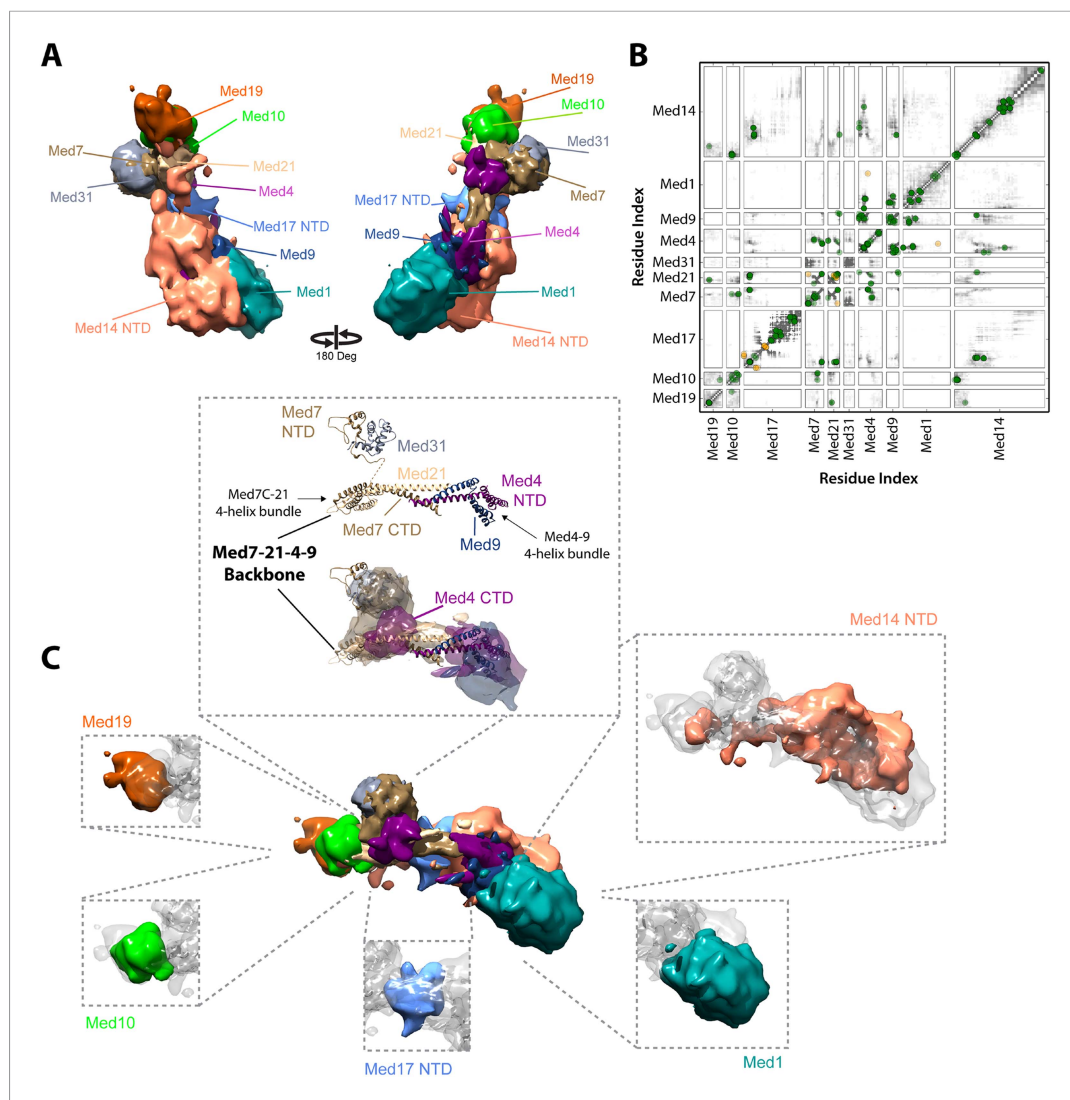 A
Med19
Med10
Med7
Med21
Med31
Med4
Med17 NTD
Med9
Med1
Med14 NTD
Med19
Med10
Med21
Med31
Med7
Med17 NTD
Med9
Med4
Med1
Med14 NTD
180 Deg
B
Residue Index
Med14
Med1
Med9
Med4
Med31
Med21
Med7
Med17
Med10
Med19
Med19
Med10
Med17
Med7
Med21
Med31
Med4
Med9
Med1
Med14
Residue Index
Med7
NTD
Med31
Med21
Med4
NTD
Med7C-21
4-helix bundle
Med7 CTD
Med9
Med4-9
4-helix bundle
Med7-21-4-9
Backbone
Med4 CTD
C
Med14 NTD
Med19
Med10
Med17 NTD
Med1